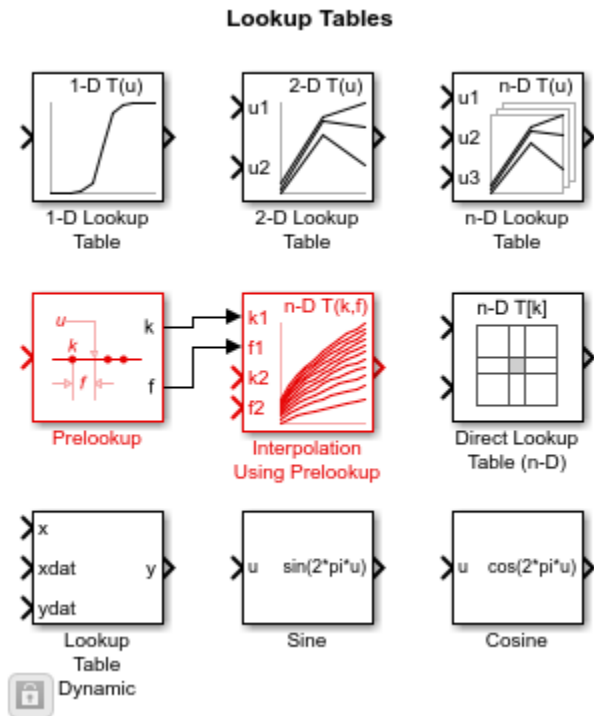 Lookup Tables
1-D T(u)
1-D Lookup
Table
2-D T(u)
u1
u2
2-D Lookup
Table
n-D T(u)
u1
u2
u3
n-D Lookup
Table
u
k
f
k
f
Prelookup
n-D T(k,f)
k1
f1
k2
f2
Interpolation
Using Prelookup
n-D T[k]
Direct Lookup
Table (n-D)
x
xdat
ydat
y
Lookup
Table
Dynamic
u
sin(2*pi*u)
Sine
u
cos(2*pi*u)
Cosine